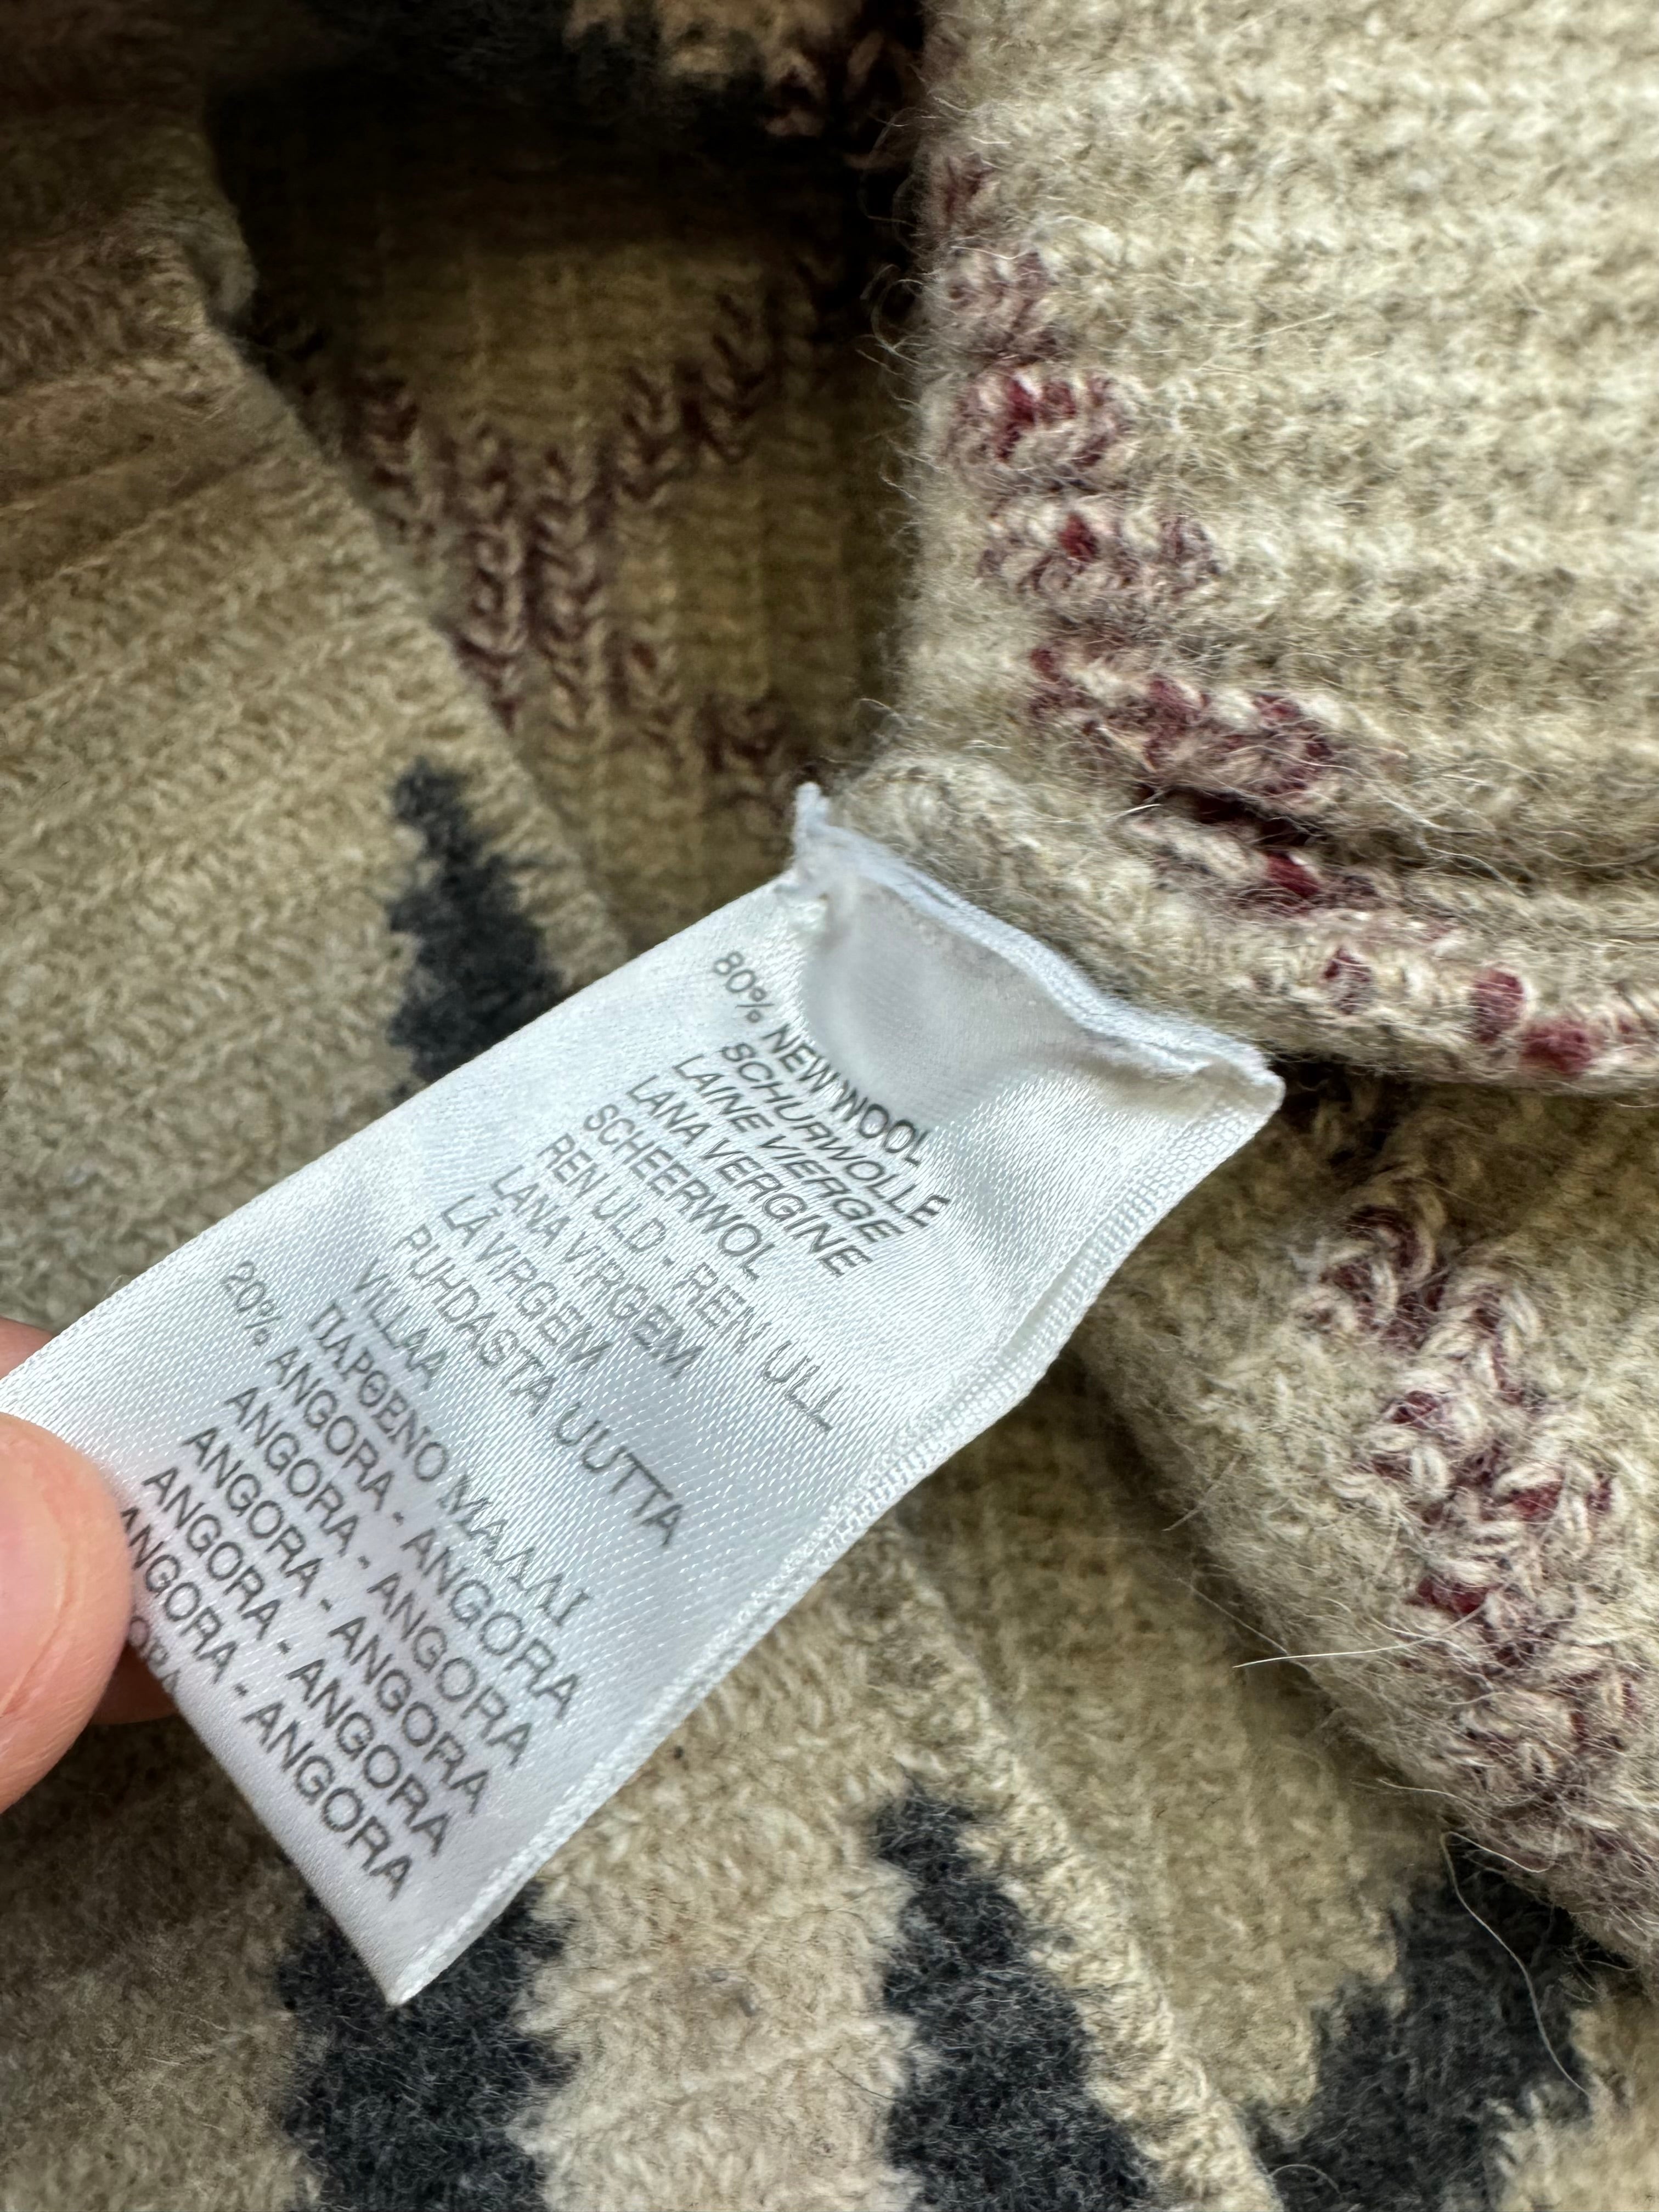 80% NEW WOOL
SCHURWOLLE
LAINE VIERGE
LANA VERGINE
SCHEERWOL
REN ULD - REN ULL
LANA VIRGEM
LÃ VIRGEM
PUHDASTA UUTTA
VILLAA
ΠΑΡΘΕΝΟ ΜΑΛΛΙ
20% ANGORA - ANGORA
ANGORA - ANGORA
ANGORA - ANGORA
ANGORA - ANGORA
ANGORA - ANGORA